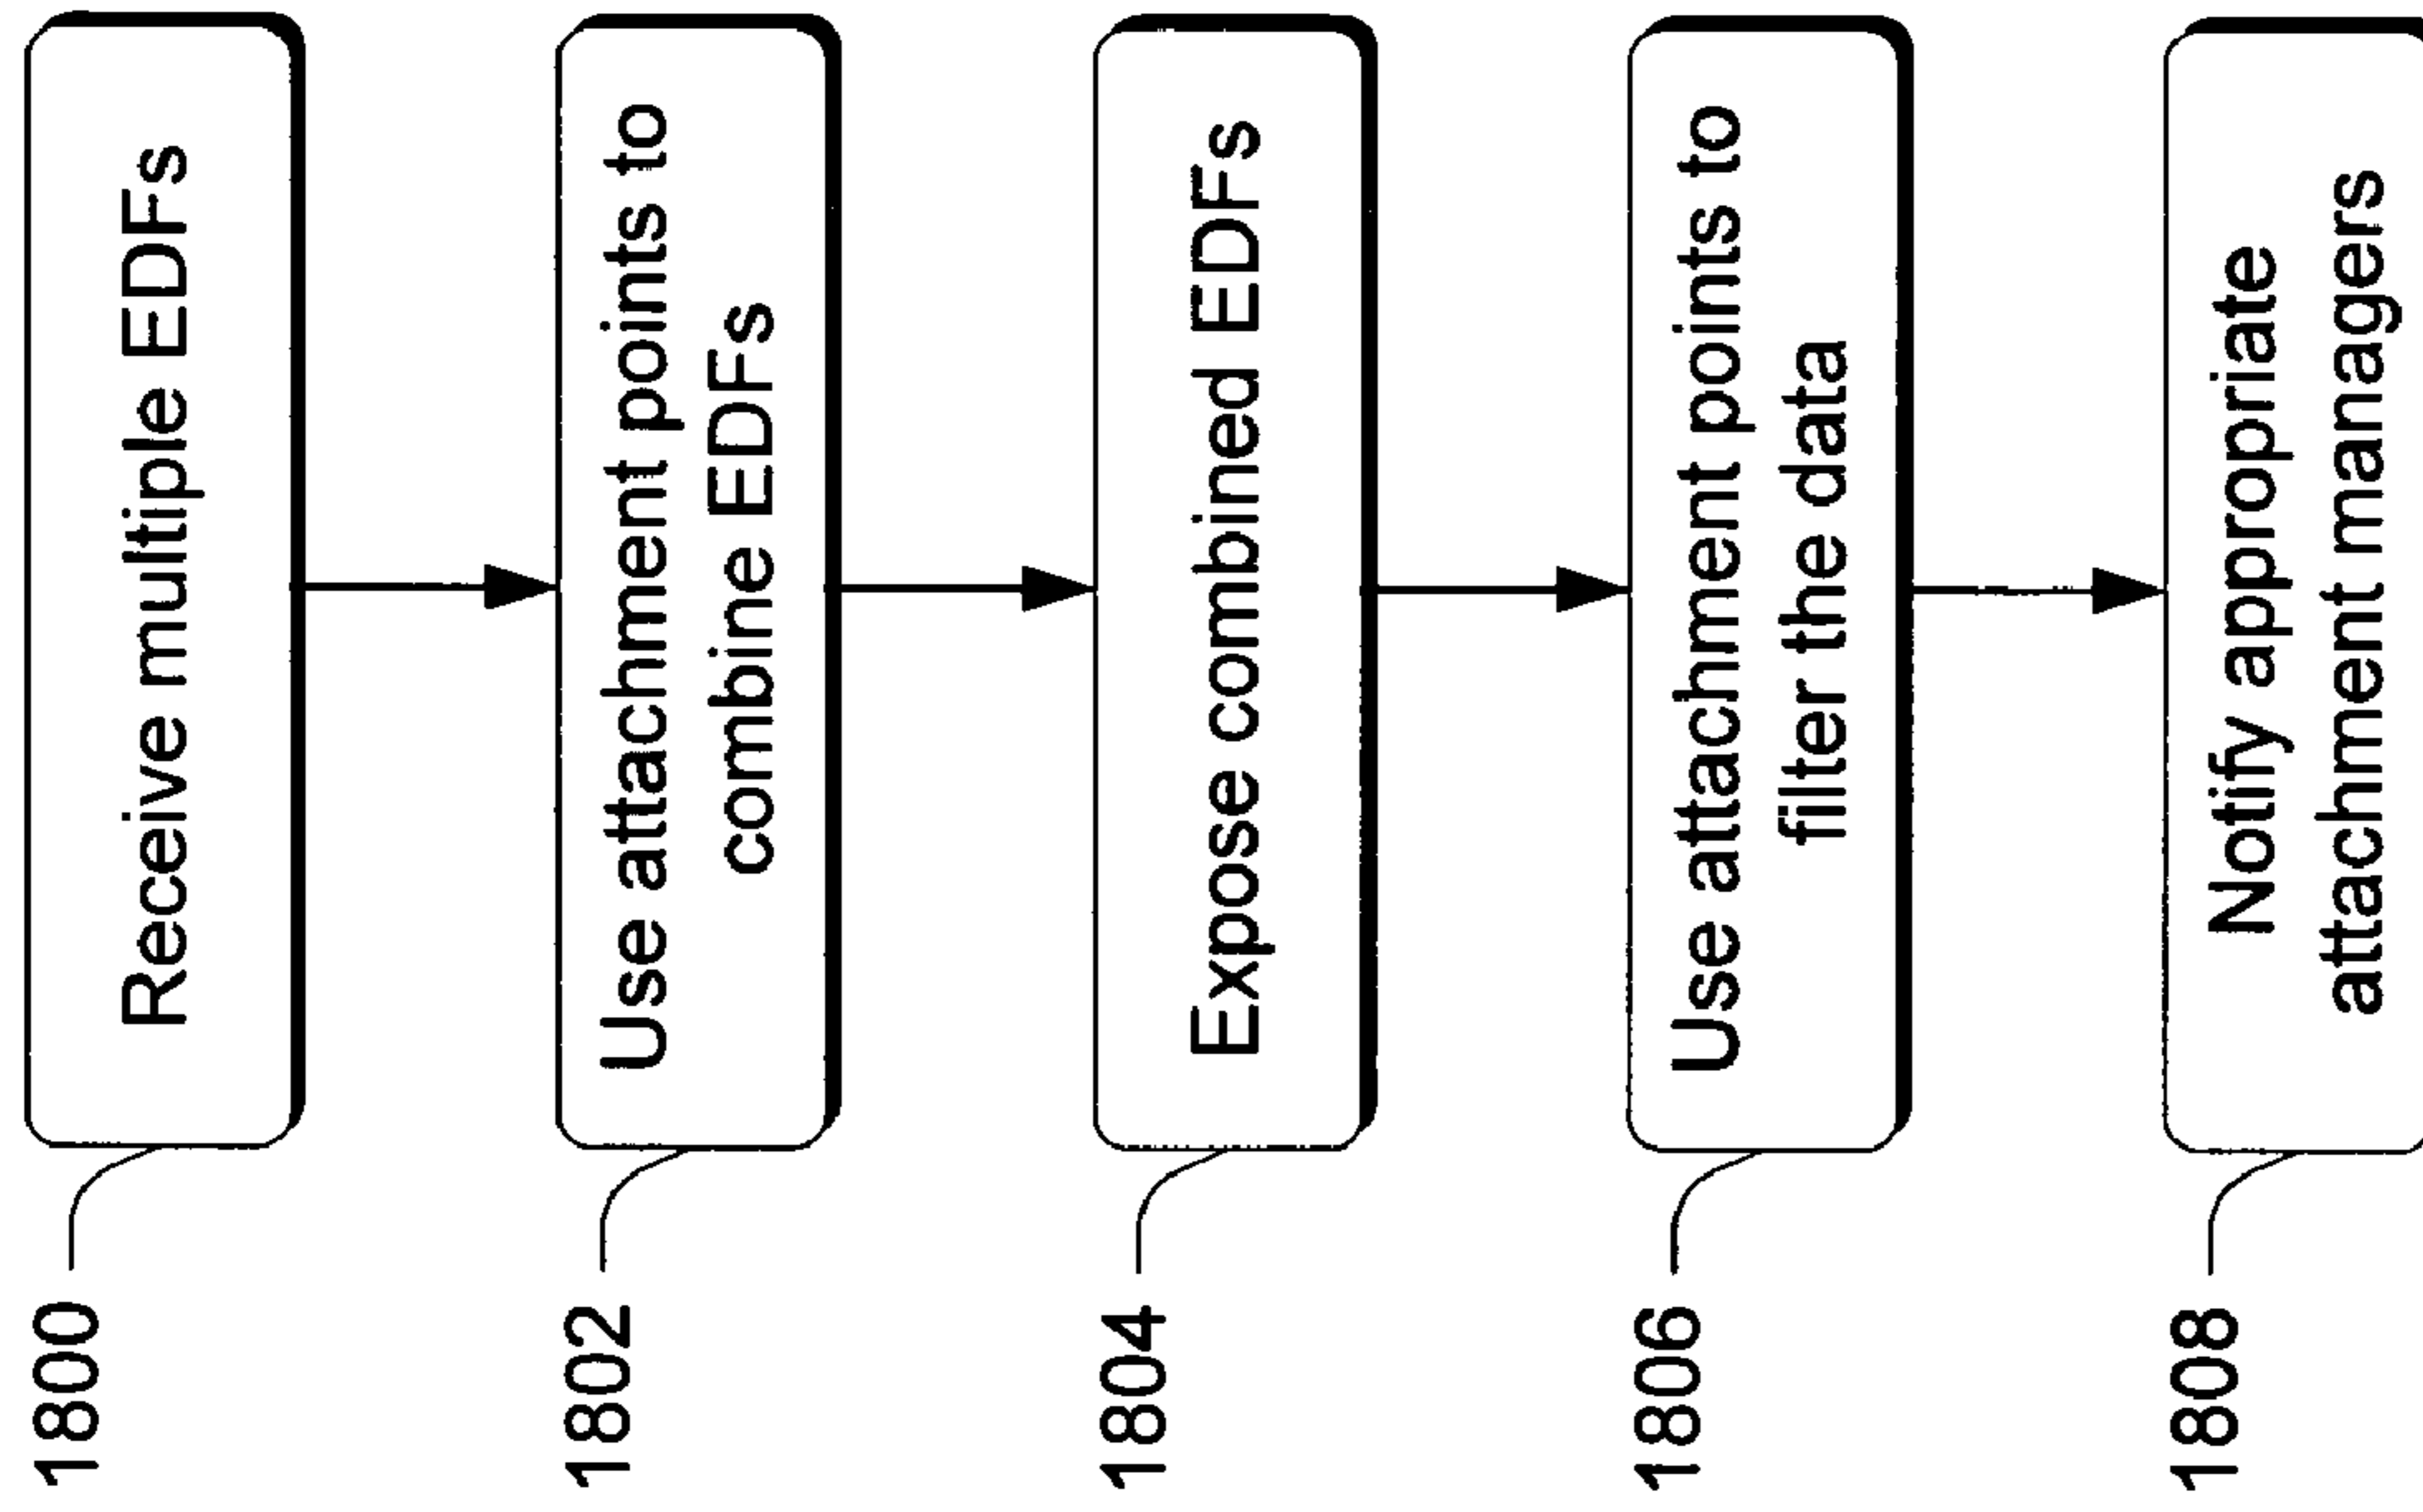 1800
Receive multiple EDFs
1802
Use attachment points to
combine EDFs
1804
Expose combined EDFs
1806
Use attachment points to
filter the data
1808
Notify appropriate
attachment managers